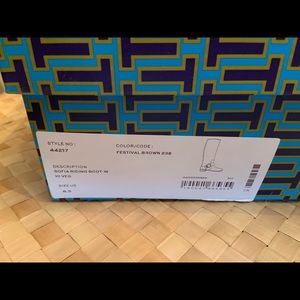 STYLE NO:
44217
COLOR/CODE:
FESTIVAL BROWN 238
DESCRIPTION
SOFIA RIDING BOOT-W
SIZE US
8.5